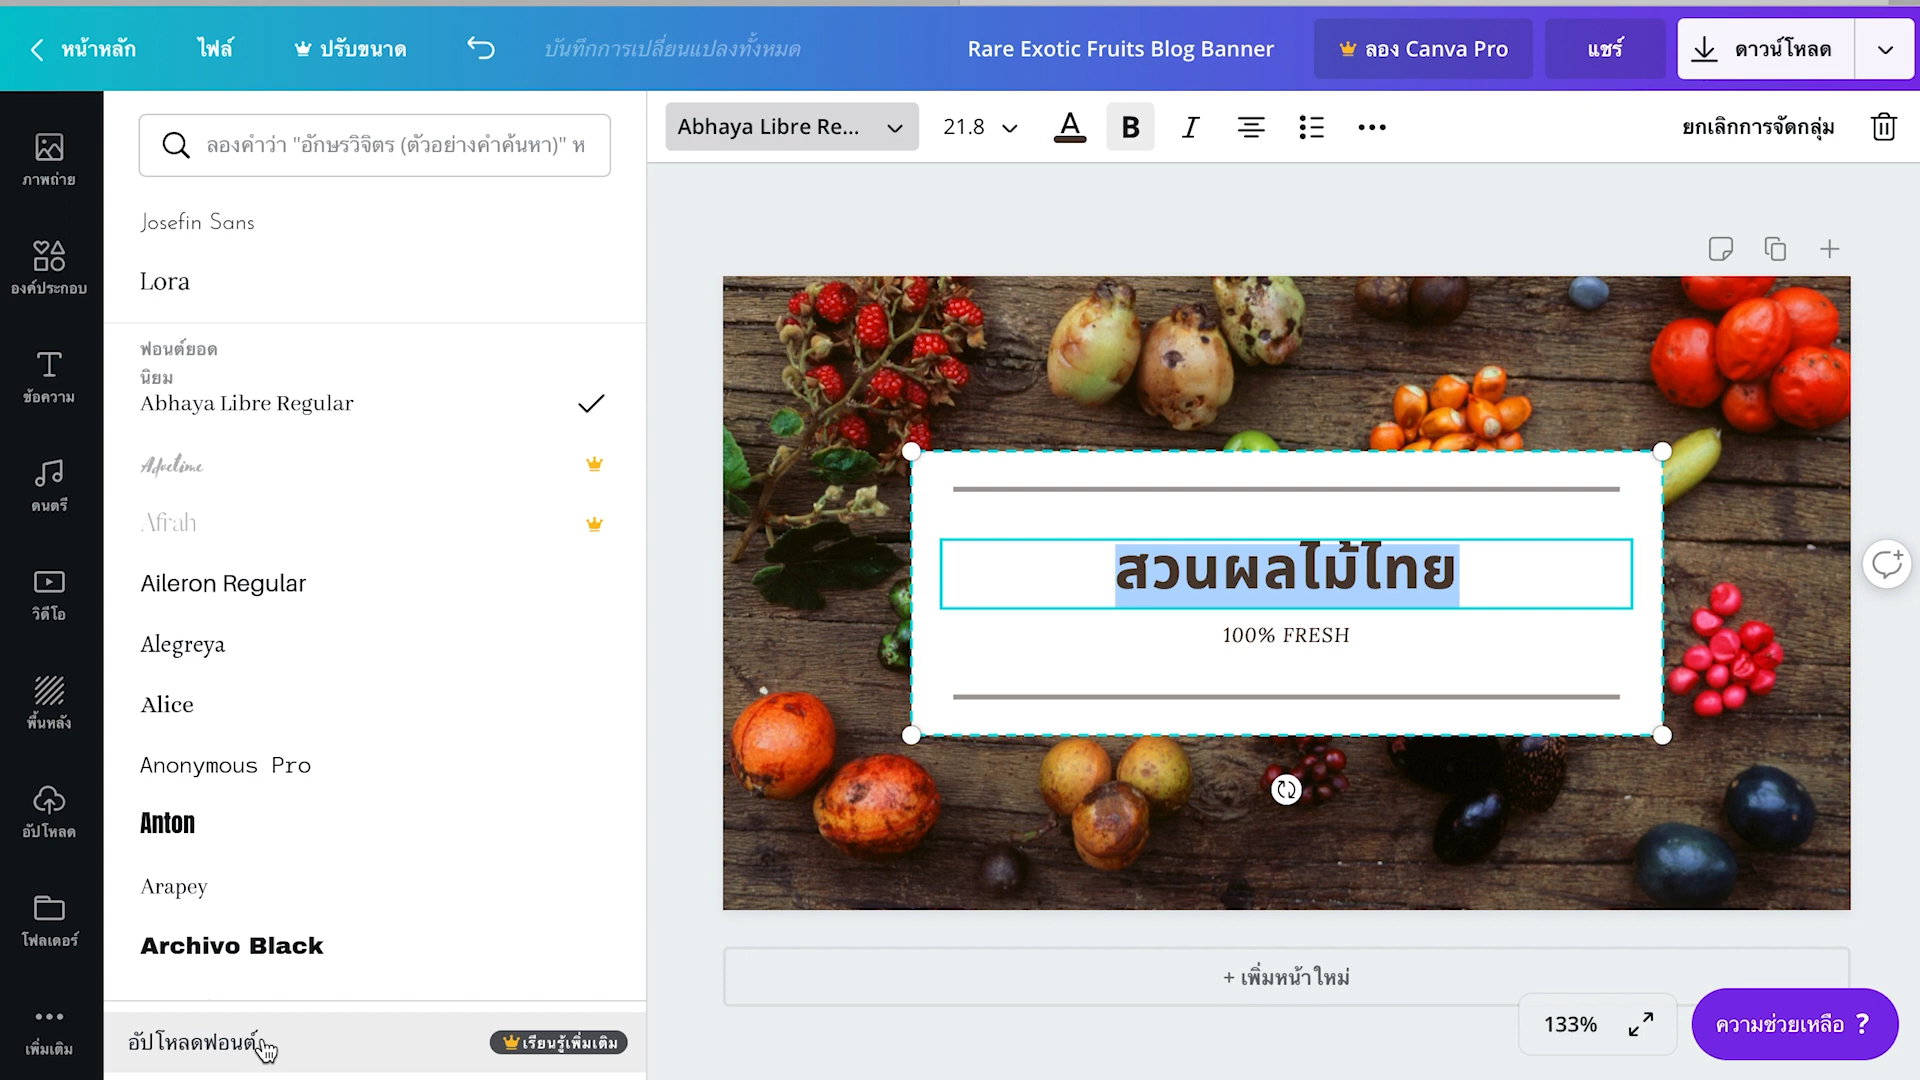 หน้าหลัก
ไฟล์
ปรับขนาด
บันทึกการเปลี่ยนแปลงทั้งหมด
Rare Exotic Fruits Blog Banner
ลอง Canva Pro
แชร์
ดาวน์โหลด
ลองคำว่า "อักษรวิจิตร (ตัวอย่างคำค้นหา)" ห
Abhaya Libre Re...
21.8
A
B
I
ยกเลิกการจัดกลุ่ม
ภาพถ่าย
องค์ประกอบ
ข้อความ
ดนตรี
วิดีโอ
พื้นหลัง
อัปโหลด
โฟลเดอร์
เพิ่มเติม
Josefin Sans
Lora
ฟอนต์ยอด
นิยม
Abhaya Libre Regular
Advetime
Afrah
Aileron Regular
Alegreya
Alice
Anonymous Pro
Anton
Arapey
Archivo Black
อัปโหลดฟอนต์
เรียนรู้เพิ่มเติม
สวนผลไม้ไทย
100% FRESH
+ เพิ่มหน้าใหม่
133%
ความช่วยเหลือ ?